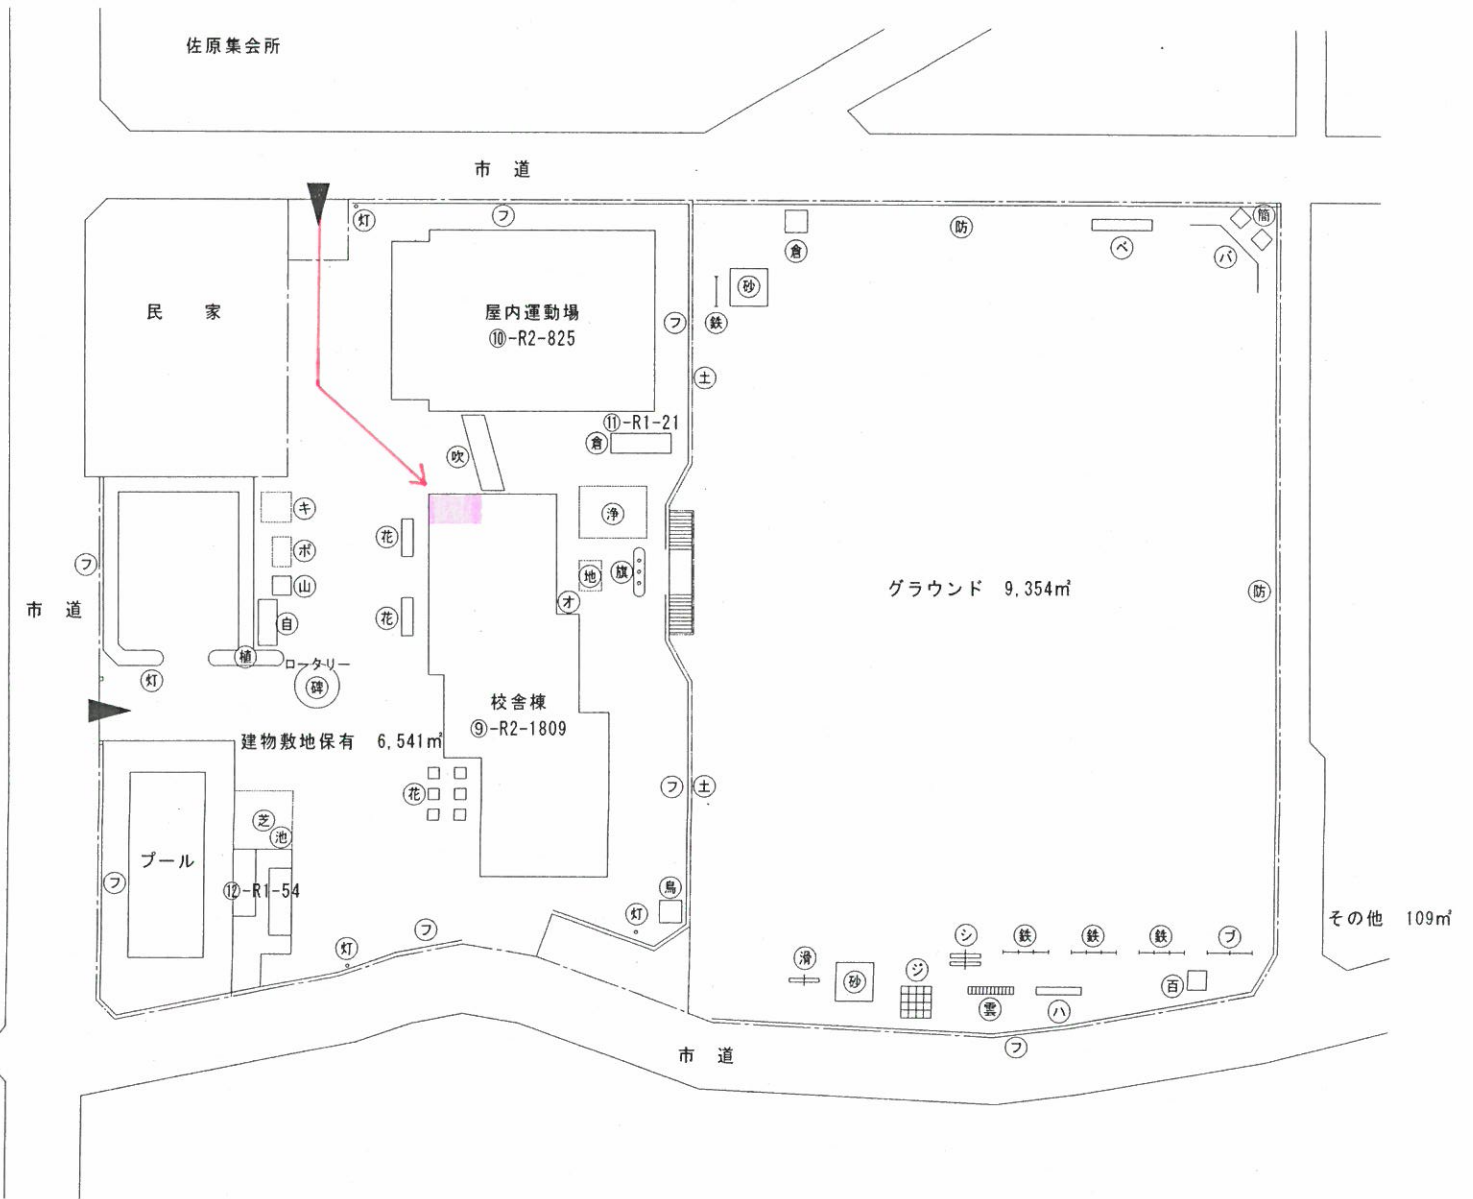 佐原集会所
市 道
灯
フ
倉
防
ベ
簡
バ
民 家
屋内運動場
⑩-R2-825
フ
鉄
砂
土
⑪-R1-21
倉
吹
キ
花
浄
フ
ポ
地
旗
グラウンド 9,354㎡
防
山
オ
市 道
自
花
植
ロータリー
灯
碑
校舎棟
⑨-R2-1809
建物敷地保有 6,541㎡
花
フ
土
芝
池
プール
フ
⑫-R1-54
鳥
灯
灯
フ
その他 109㎡
シ
鉄
鉄
鉄
ブ
滑
砂
ジ
雲
ハ
百
フ
市 道